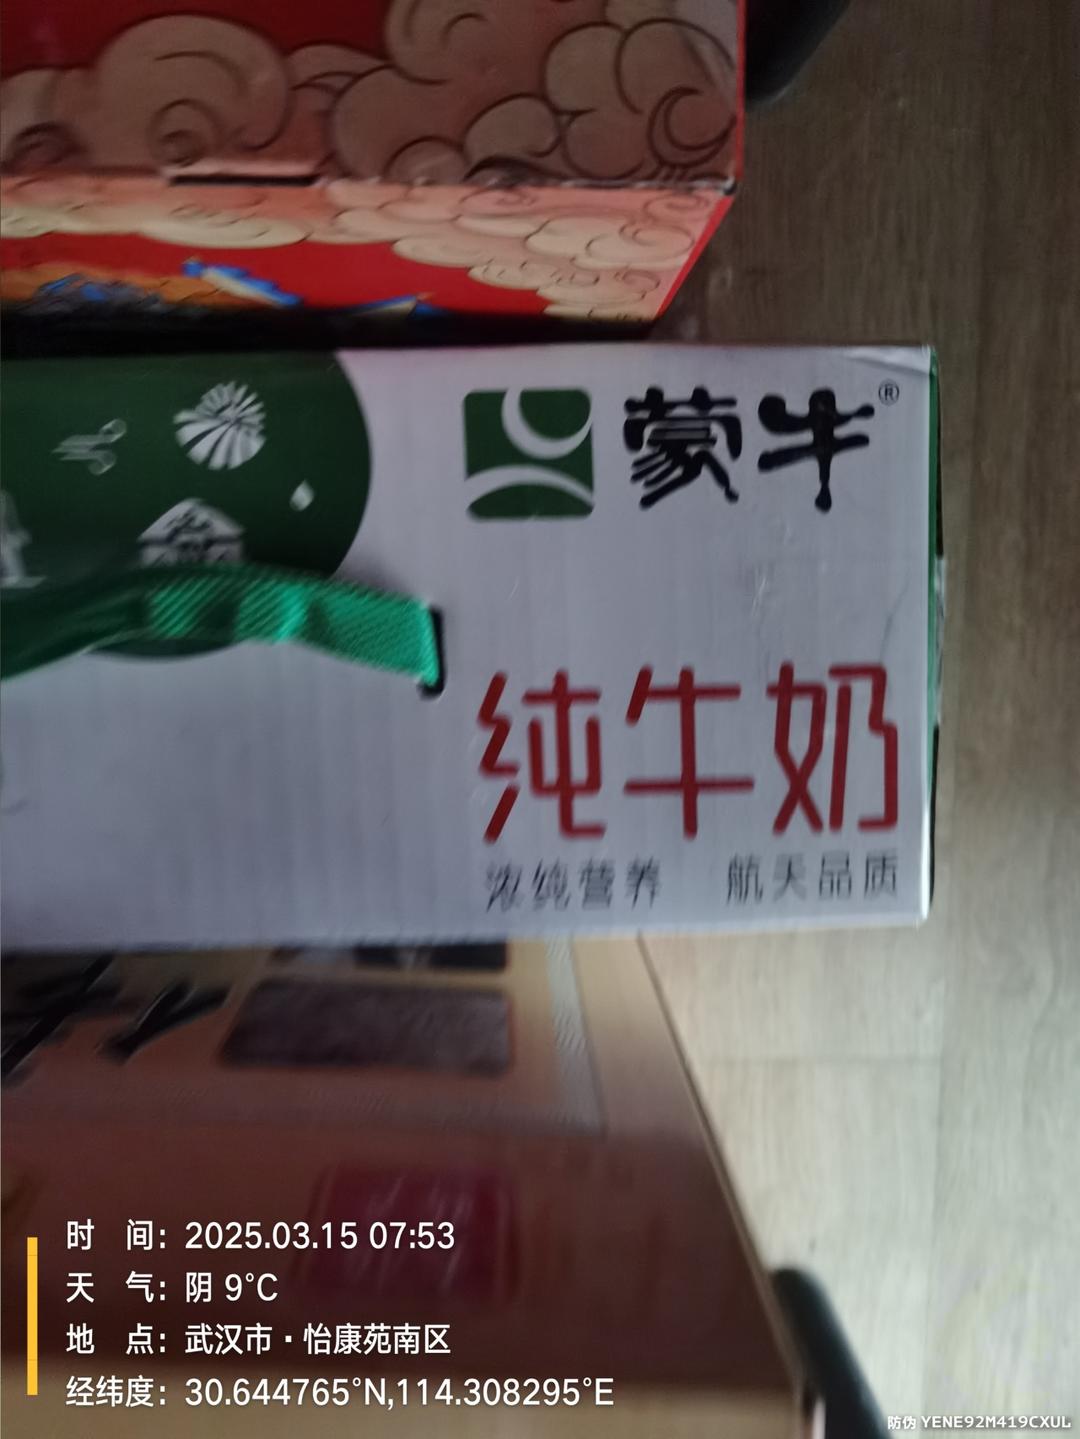 蒙牛®
纯牛奶
浓纯营养 航天品质
时 间: 2025.03.15 07:53
天 气: 阴 9°C
地 点: 武汉市·怡康苑南区
经纬度: 30.644765°N,114.308295°E
防伪 YENE92M419CXUL